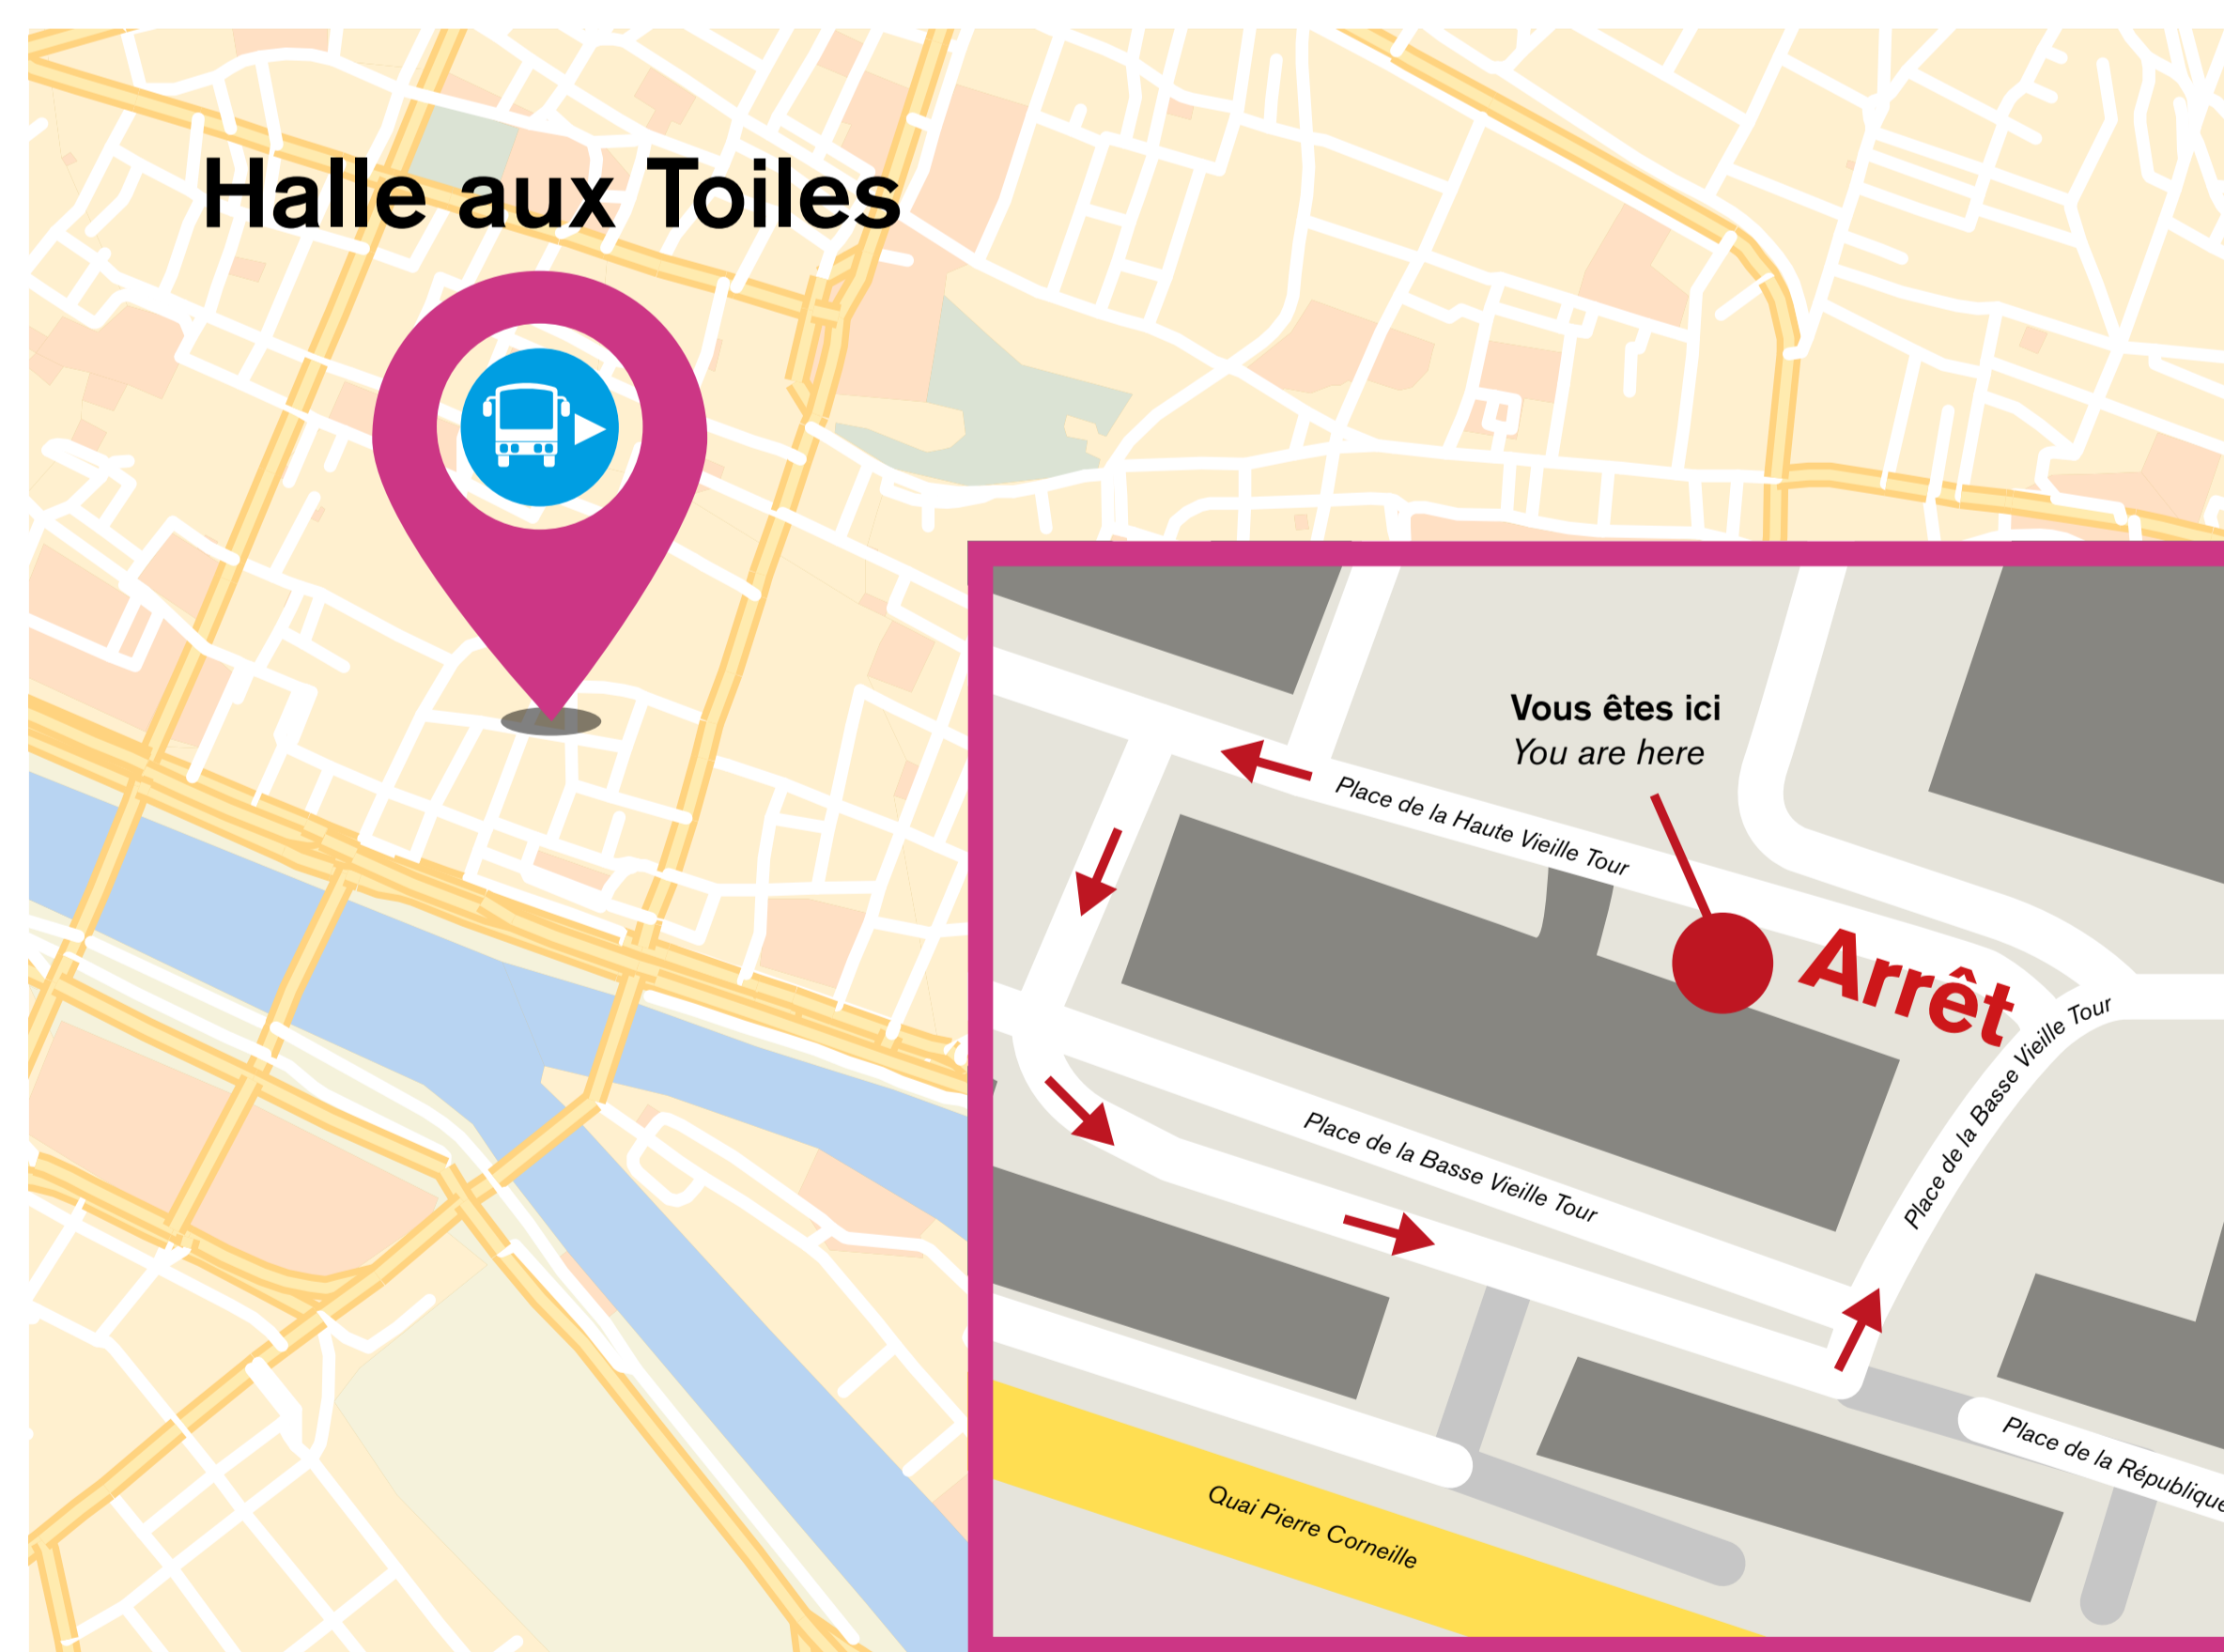 Halle aux Toiles
Vous êtes ici
You are here
Place de la Haute Vieille Tour
Arrêt
Place de la Basse Vieille Tour
Place de la Basse Vieille Tour
Place de la République
Quai Pierre Corneille